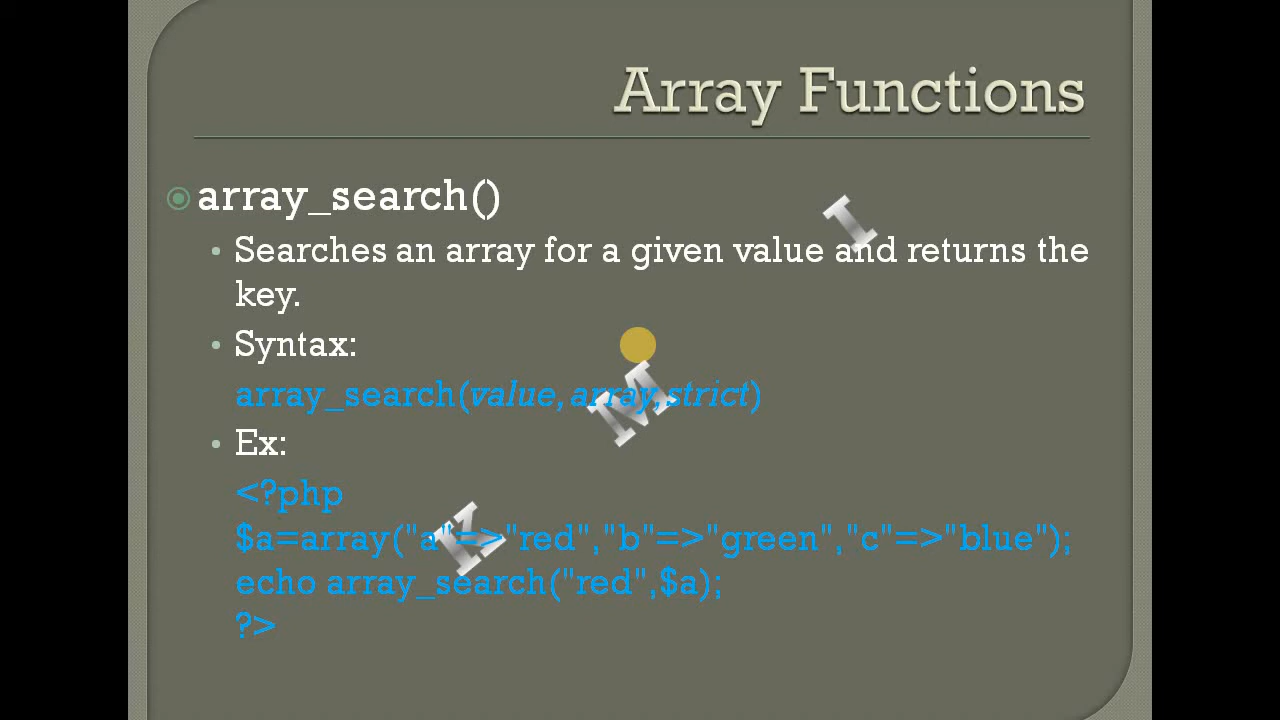 Array Functions
array_search()
Searches an array for a given value and returns the
key.
Syntax:
array_search(value,array,strict)
Ex:
<?php
$a=array("a"=>"red","b"=>"green","c"=>"blue");
echo array_search("red",$a);
?>
I
M
K